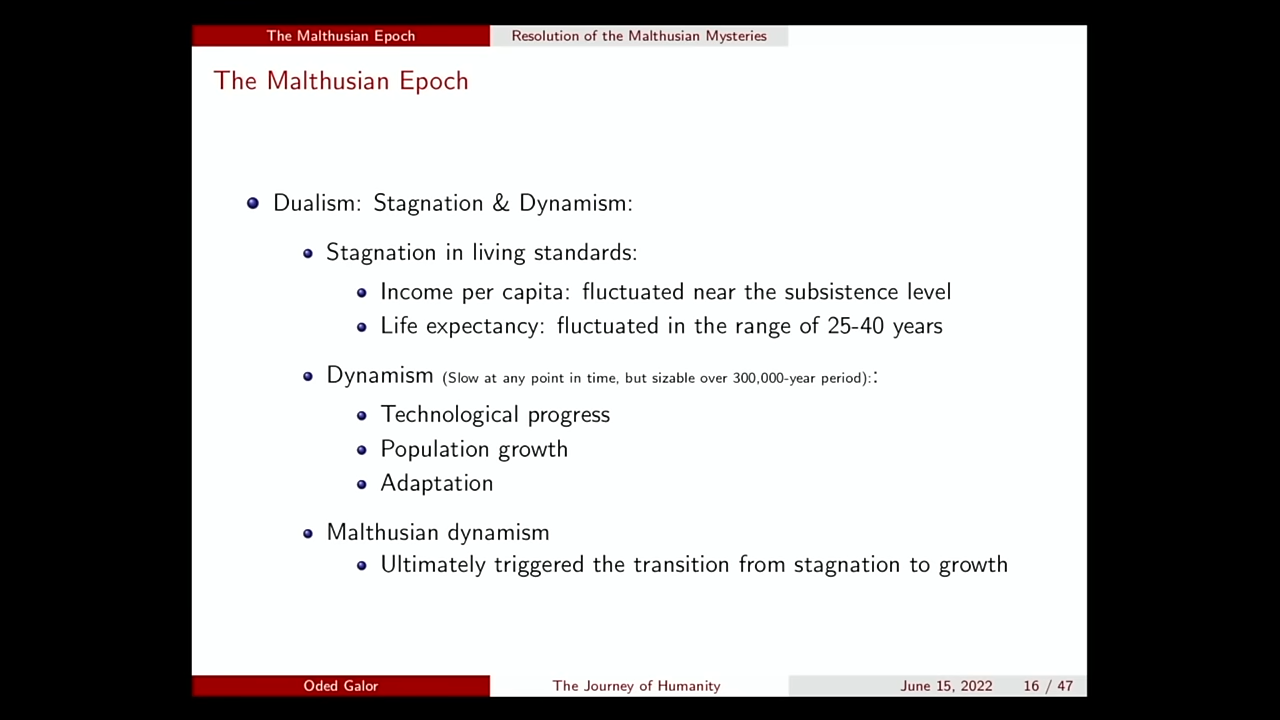 The Malthusian Epoch
Resolution of the Malthusian Mysteries
The Malthusian Epoch
Dualism: Stagnation & Dynamism:
Stagnation in living standards:
Income per capita: fluctuated near the subsistence level
Life expectancy: fluctuated in the range of 25-40 years
Dynamism (Slow at any point in time, but sizable over 300,000-year period)::
Technological progress
Population growth
Adaptation
Malthusian dynamism
Ultimately triggered the transition from stagnation to growth
Oded Galor
The Journey of Humanity
June 15, 2022
16 / 47